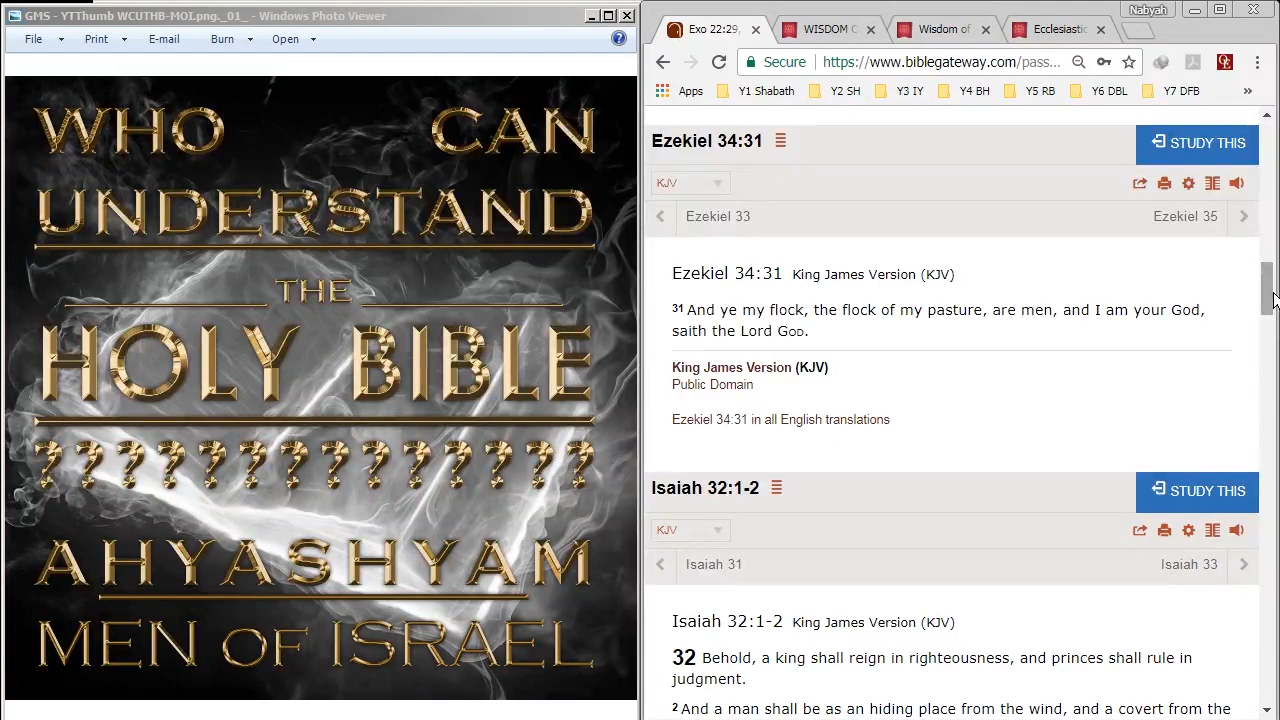 GMS - YTThumb WCUTHB-MOI.png._01_ - Windows Photo Viewer
File Print E-mail Burn Open
WHO CAN
UNDERSTAND
THE
HOLY BIBLE
??????????????
AHYASHYAM
MEN OF ISRAEL
Nabyah
Exo 22:29, WISDOM O Wisdom of Ecclesiastic
Secure https://www.biblegateway.com/pass...
Apps Y1 Shabath Y2 SH Y3 IY Y4 BH Y5 RB Y6 DBL Y7 DFB »
Ezekiel 34:31 STUDY THIS
KJV
Ezekiel 33 Ezekiel 35
Ezekiel 34:31 King James Version (KJV)
31 And ye my flock, the flock of my pasture, are men, and I am your God,
saith the Lord GOD.
King James Version (KJV)
Public Domain
Ezekiel 34:31 in all English translations
Isaiah 32:1-2 STUDY THIS
KJV
Isaiah 31 Isaiah 33
Isaiah 32:1-2 King James Version (KJV)
32 Behold, a king shall reign in righteousness, and princes shall rule in
judgment.
2 And a man shall be as an hiding place from the wind, and a covert from the